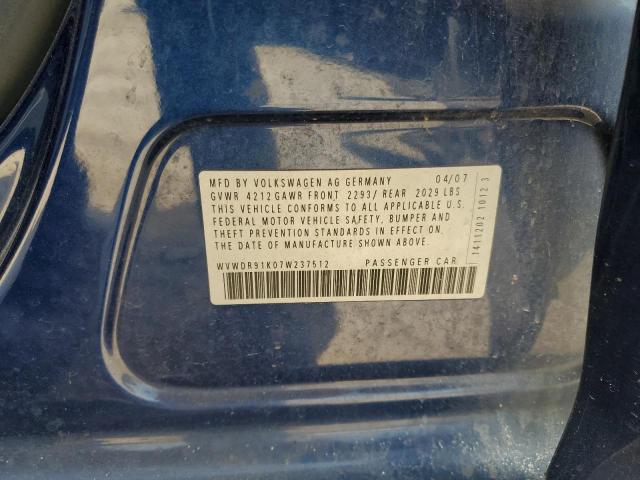 MFD BY VOLKSWAGEN AG GERMANY 04/07
GVWR 4212 GAWR FRONT 2293/ REAR 2029 LBS
THIS VEHICLE CONFORMS TO ALL APPLICABLE U.S.
FEDERAL MOTOR VEHICLE SAFETY, BUMPER AND
THEFT PREVENTION STANDARDS IN EFFECT ON
THE DATE OF MANUFACTURE SHOWN ABOVE.
WVWDR91K07W237512 PASSENGER CAR
1411202 1012 3